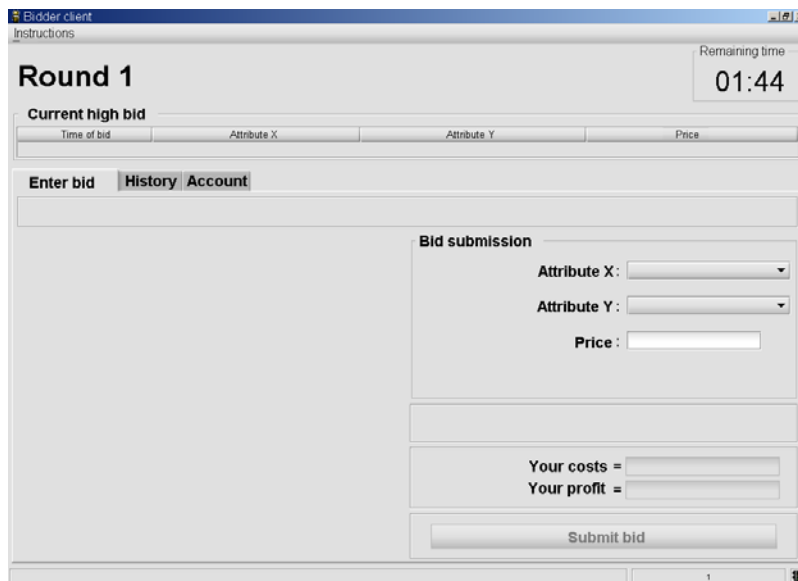 Bidder client
Instructions
Remaining time
Round 1
01:44
Current high bid
Time of bid Attribute X Attribute Y Price
Enter bid History Account
Bid submission
Attribute X:
Attribute Y:
Price:
Your costs =
Your profit =
Submit bid
1